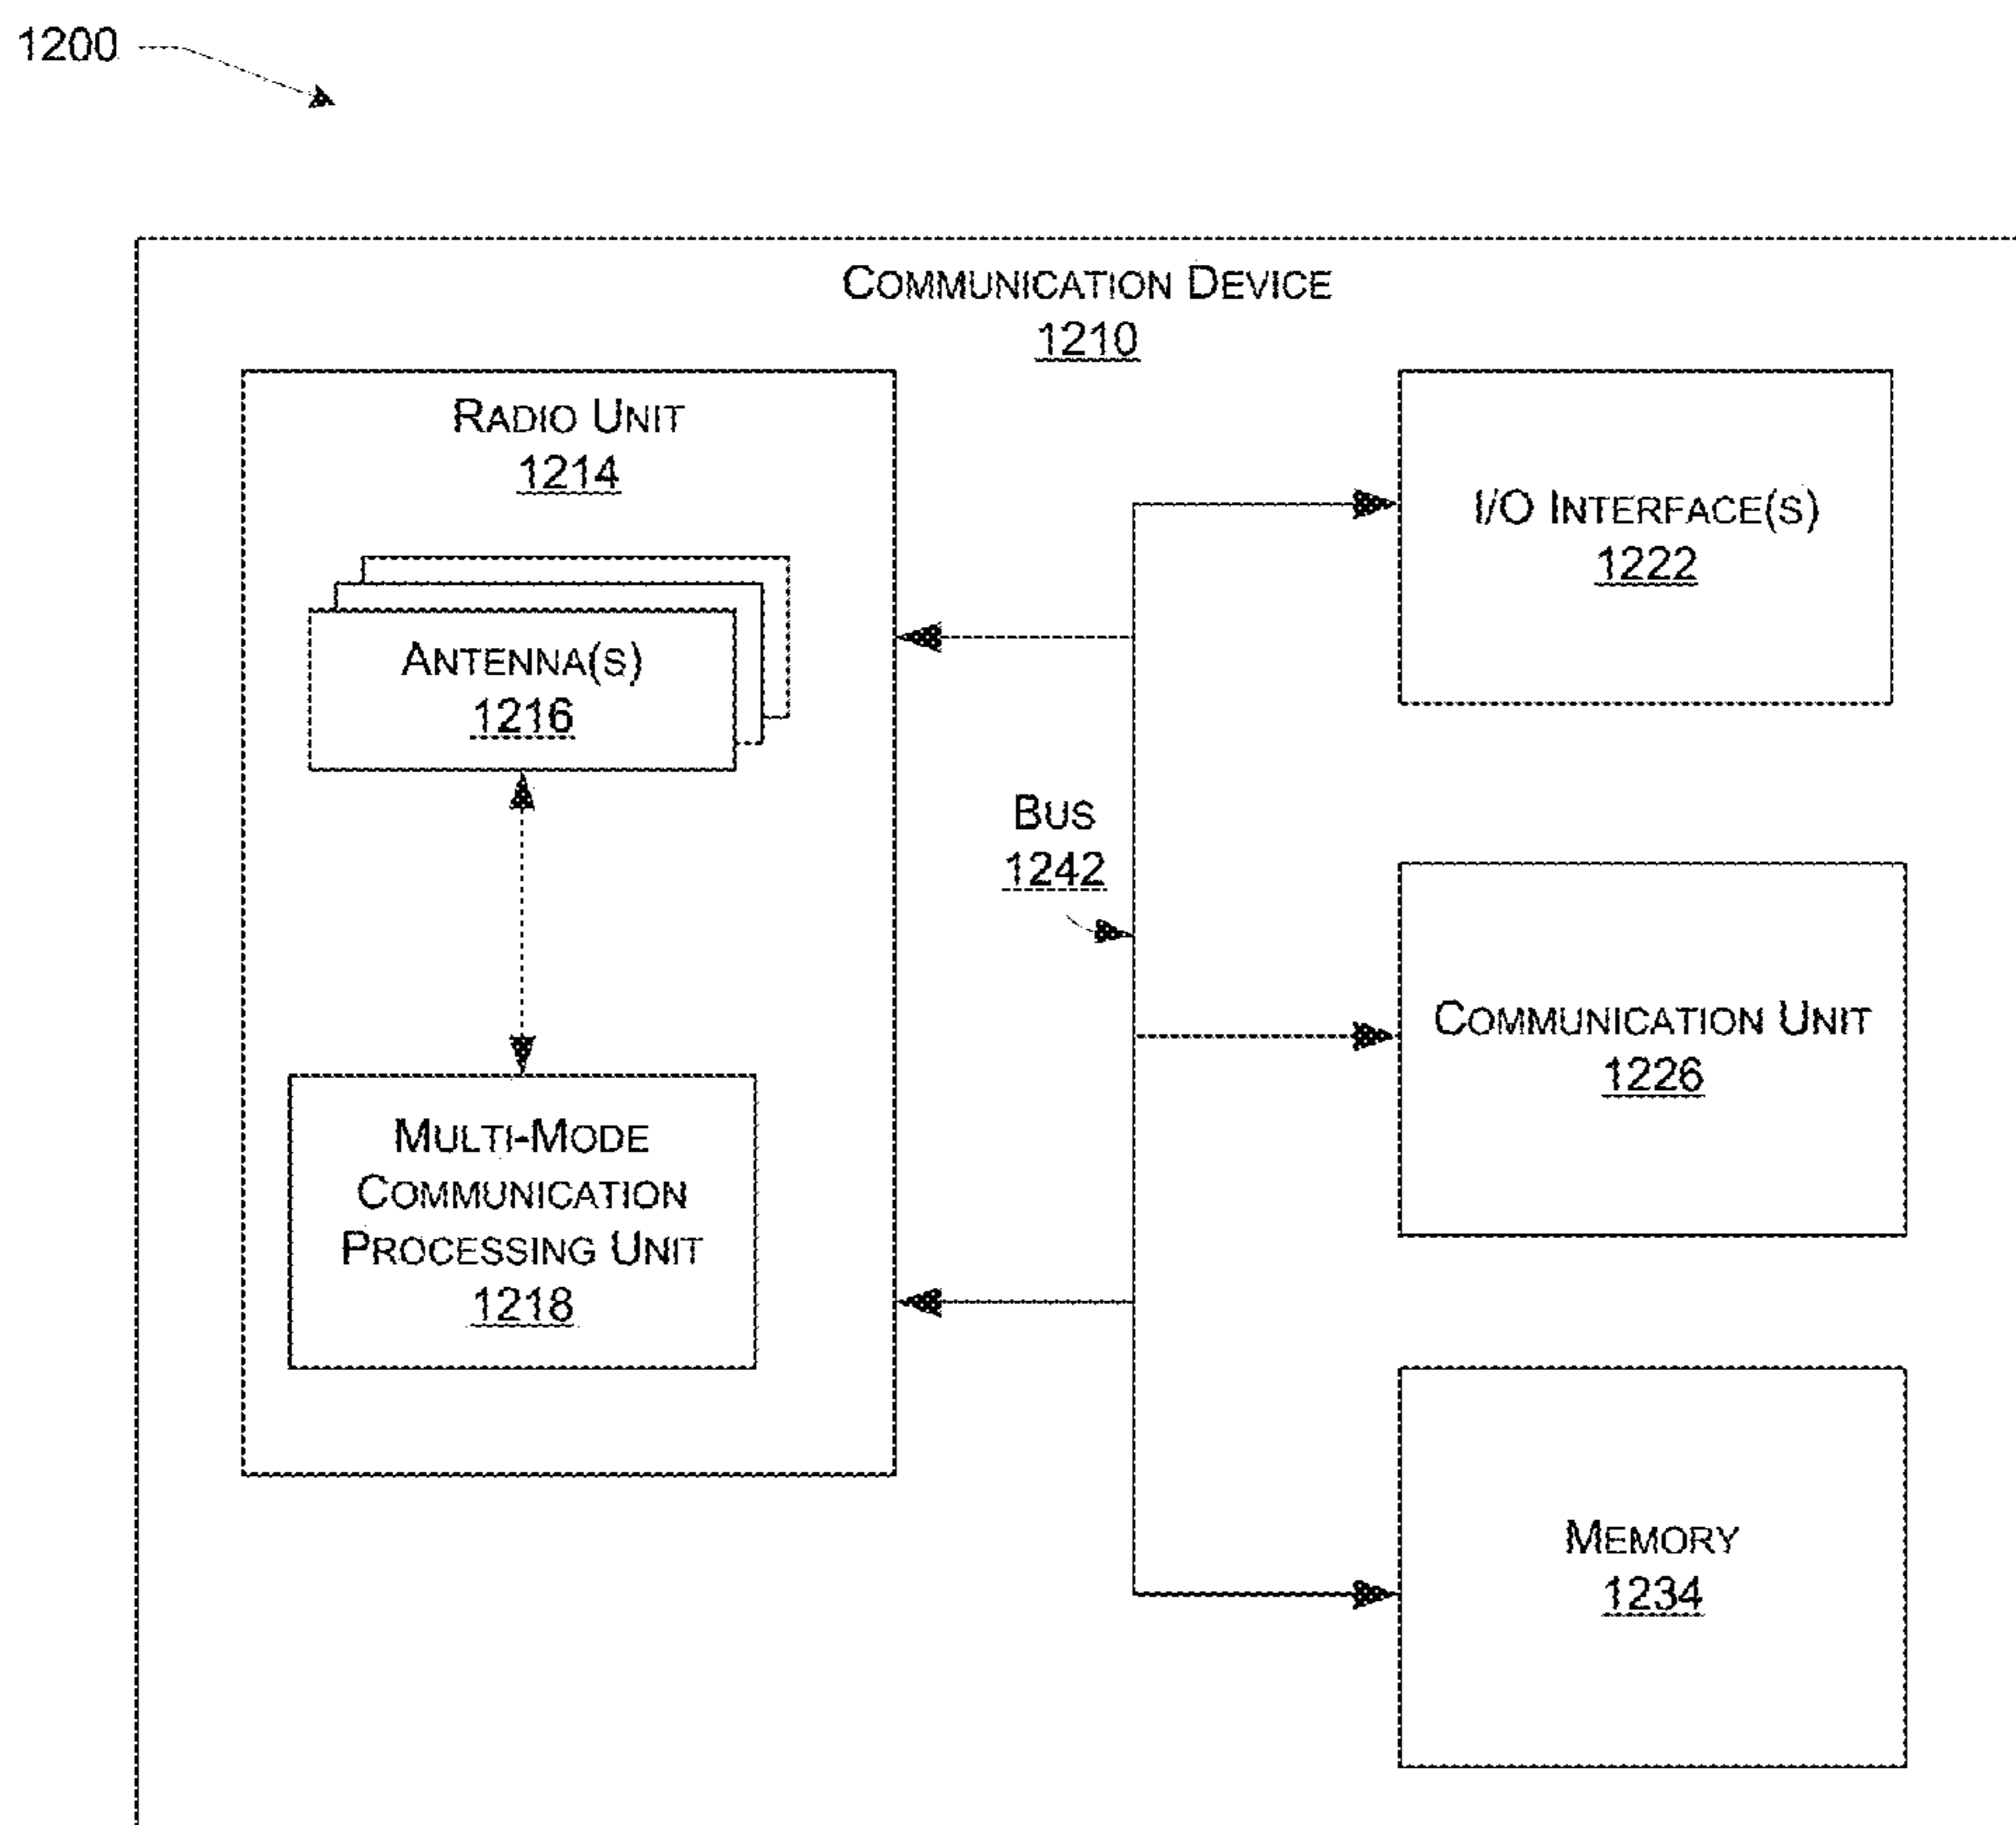 1200
COMMUNICATION DEVICE
1210
RADIO UNIT
1214
ANTENNA(S)
1216
MULTI-MODE
COMMUNICATION
PROCESSING UNIT
1218
BUS
1242
I/O INTERFACE(S)
1222
COMMUNICATION UNIT
1226
MEMORY
1234